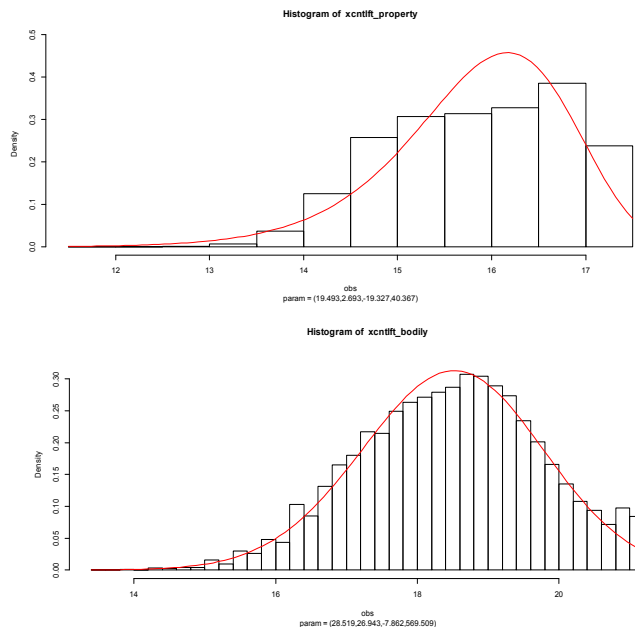 Histogram of xcntlft_property
0.5
0.4
0.3
0.2
0.1
0.0
Density
12 13 14 15 16 17
obs
param = (19.493,2.693,-19.327,40.367)
Histogram of xcntlft_bodily
0.30
0.25
0.20
0.15
0.10
0.05
0.00
Density
14 16 18 20
obs
param = (28.519,26.943,-7.862,569.509)